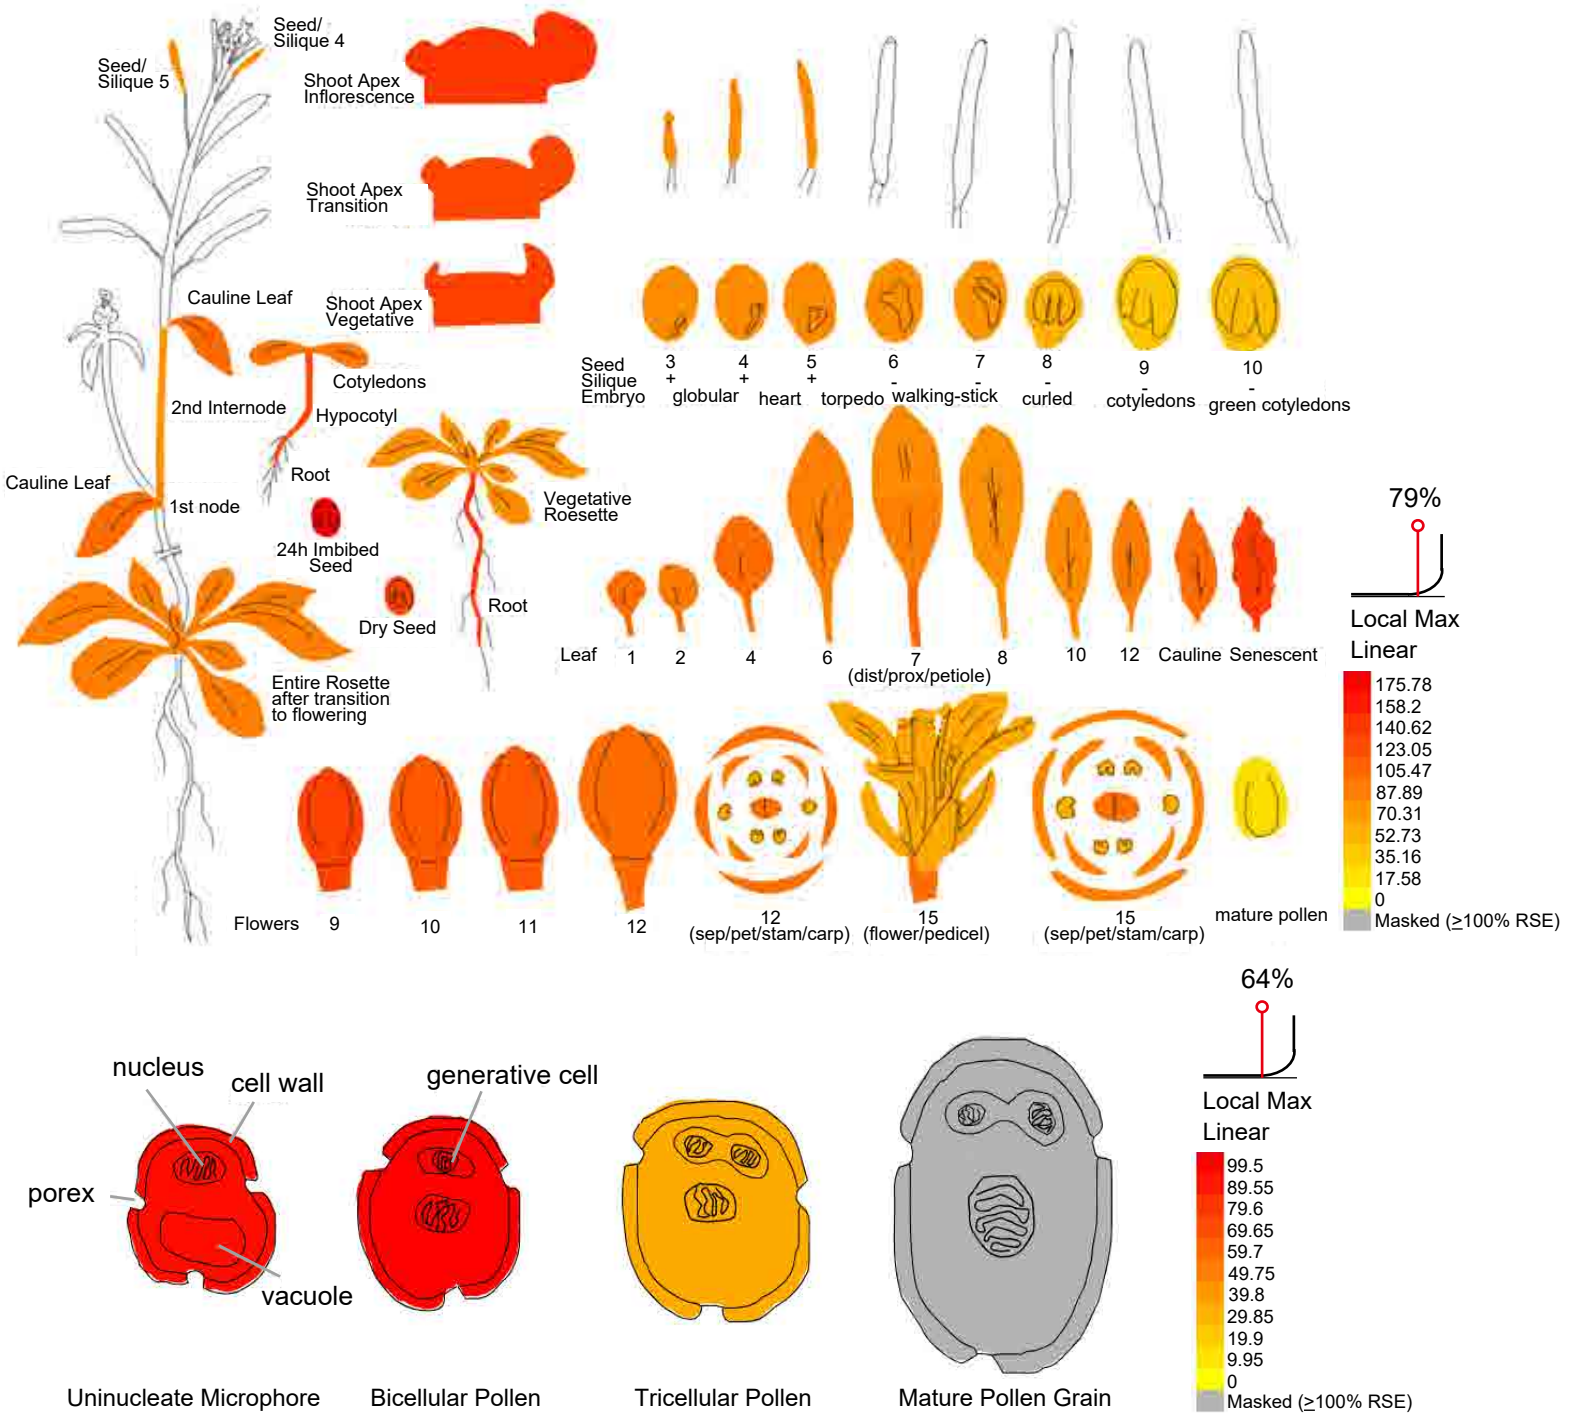 Seed/
Silique 4
Seed/
Silique 5
Shoot Apex
Inflorescence
Shoot Apex
Transition
Shoot Apex
Vegetative
Cauline Leaf
Cotyledons
2nd Internode
Hypocotyl
Root
Cauline Leaf
1st node
24h Imbibed
Seed
Dry Seed
Vegetative
Roesette
Root
Entire Rosette
after transition
to flowering
Seed 3 4 5 6 7 8 9 10
Silique + + + - - - - -
Embryo globular heart torpedo walking-stick curled cotyledons green cotyledons
Leaf 1 2 4 6 7 8 10 12 Cauline Senescent
(dist/prox/petiole)
Flowers 9 10 11 12 12 15 15 mature pollen
(sep/pet/stam/carp) (flower/pedicel) (sep/pet/stam/carp)
79%
Local Max
Linear
175.78
158.2
140.62
123.05
105.47
87.89
70.31
52.73
35.16
17.58
0
Masked (≥100% RSE)
nucleus
cell wall
generative cell
porex
vacuole
Uninucleate Microphore
Bicellular Pollen
Tricellular Pollen
Mature Pollen Grain
64%
Local Max
Linear
99.5
89.55
79.6
69.65
59.7
49.75
39.8
29.85
19.9
9.95
0
Masked (≥100% RSE)